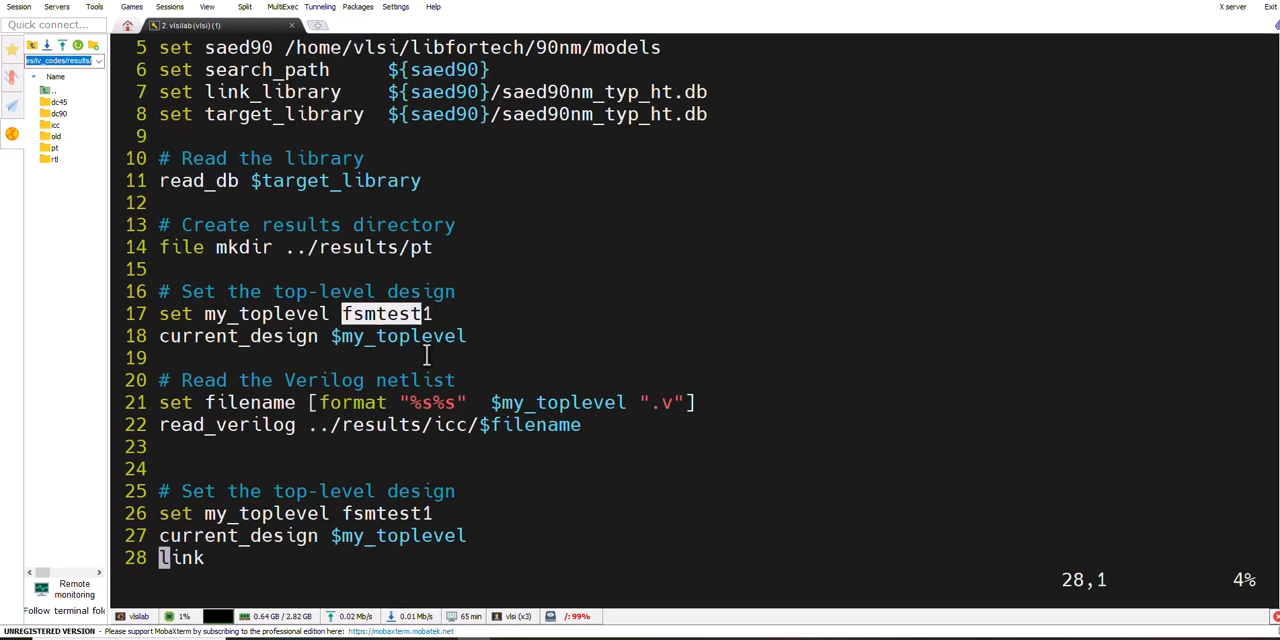 Session Servers Tools Games Sessions View Split MultiExec Tunneling Packages Settings Help X server Exit
Quick connect... 2. vlsilab(vlsi) (1)
es/lv_codes/results/
Name
..
dc45
dc90
icc
old
pt
rtl
5 set saed90 /home/vlsi/libfortech/90nm/models
6 set search_path ${saed90}
7 set link_library ${saed90}/saed90nm_typ_ht.db
8 set target_library ${saed90}/saed90nm_typ_ht.db
9
10 # Read the library
11 read_db $target_library
12
13 # Create results directory
14 file mkdir ../results/pt
15
16 # Set the top-level design
17 set my_toplevel fsmtest1
18 current_design $my_toplevel
19
20 # Read the Verilog netlist
21 set filename [format "%s%s" $my_toplevel ".v"]
22 read_verilog ../results/icc/$filename
23
24
25 # Set the top-level design
26 set my_toplevel fsmtest1
27 current_design $my_toplevel
28 link
28,1 4%
Remote
monitoring
Follow terminal fol
vlsilab 1% 0.64 GB / 2.82 GB 0.02 Mb/s 0.01 Mb/s 65 min vlsi (x3) /: 99%
UNREGISTERED VERSION - Please support MobaXterm by subscribing to the professional edition here: https://mobaxterm.mobatek.net